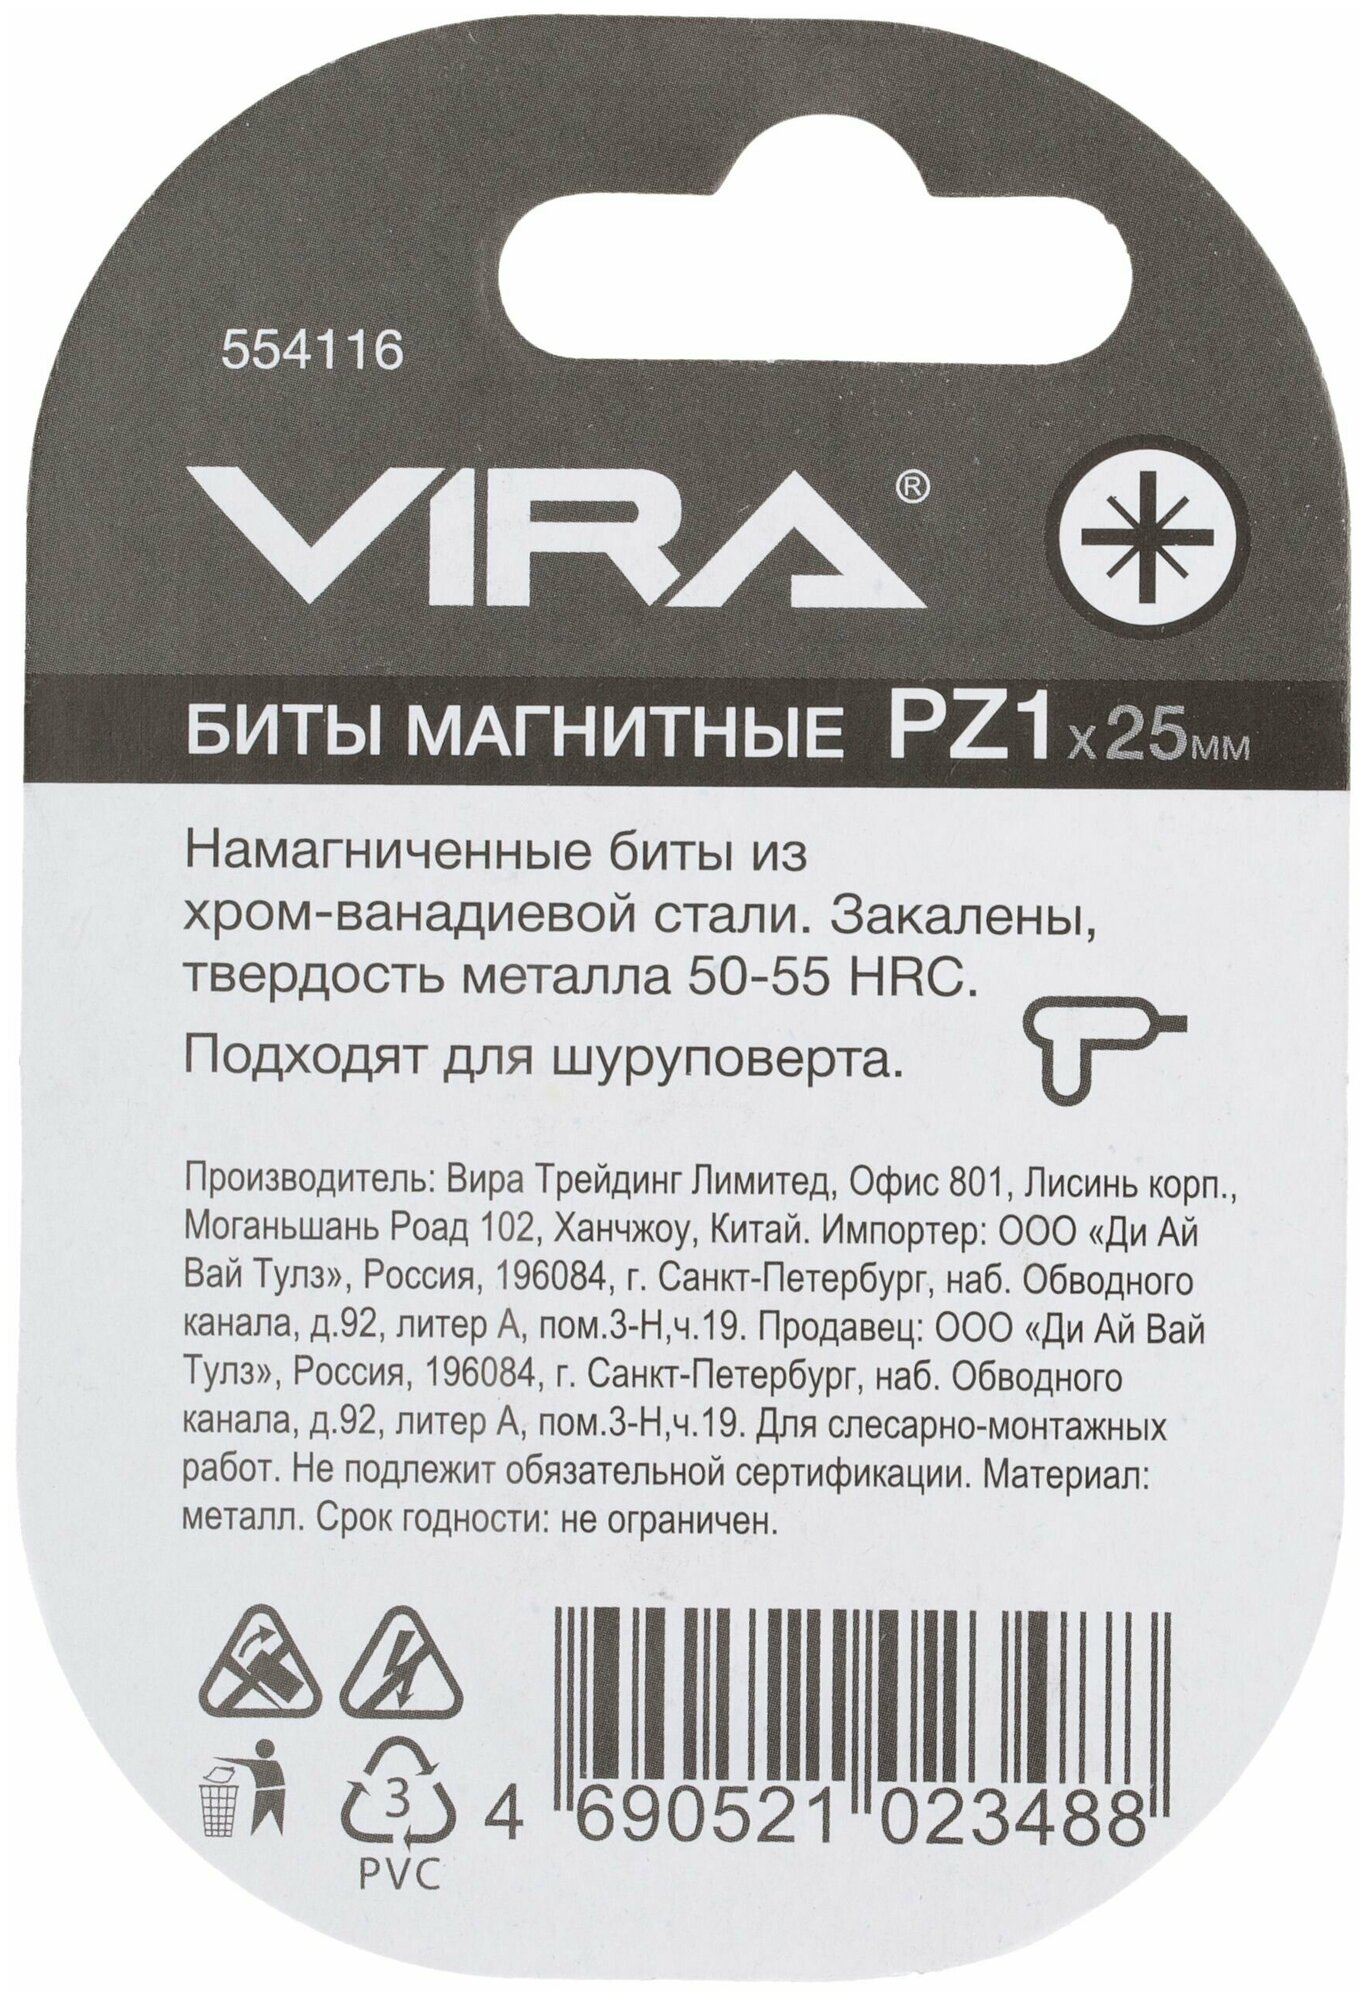 554116
VIRA ®
БИТЫ МАГНИТНЫЕ PZ1 x 25мм
Намагниченные биты из
хром-ванадиевой стали. Закалены,
твердость металла 50-55 HRC.
Подходят для шуруповерта.
Производитель: Вира Трейдинг Лимитед, Офис 801, Лисинь корп.,
Моганьшань Роад 102, Ханчжоу, Китай. Импортер: ООО «Ди Ай
Вай Тулз», Россия, 196084, г. Санкт-Петербург, наб. Обводного
канала, д.92, литер А, пом.3-Н,ч.19. Продавец: ООО «Ди Ай Вай
Тулз», Россия, 196084, г. Санкт-Петербург, наб. Обводного
канала, д.92, литер А, пом.3-Н,ч.19. Для слесарно-монтажных
работ. Не подлежит обязательной сертификации. Материал:
металл. Срок годности: не ограничен.
3
PVC
4 690521 023488